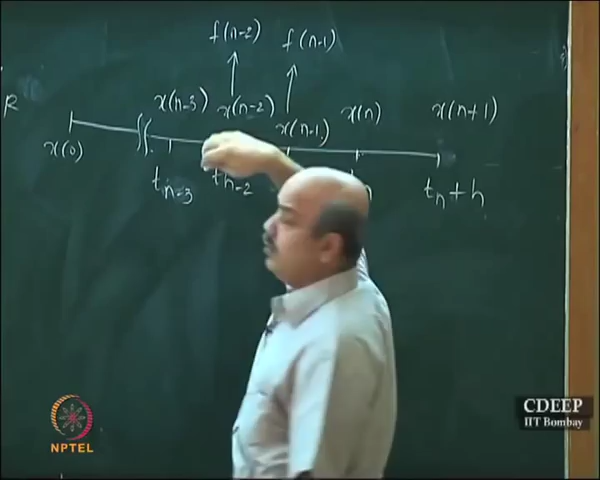 f(n-2) f(n-1)
R x(n-3) x(n-2) x(n-1) x(n) x(n+1)
x(0)
t_{n-3} t_{n-2} n t_n+h
NPTEL
CDEEP
IIT Bombay